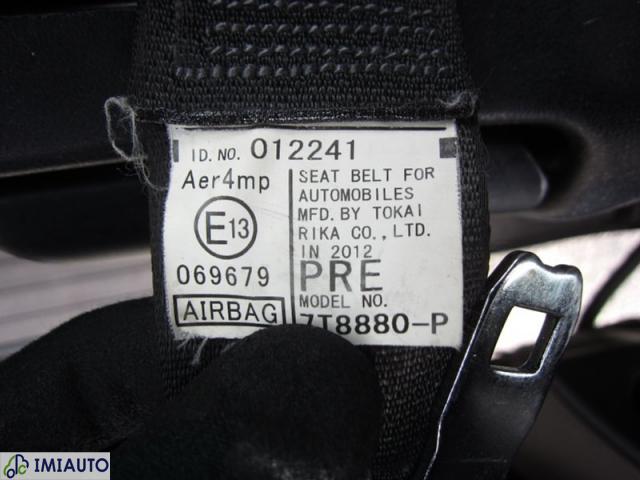 ID. NO. 012241
Aer4mp
E13
069679
AIRBAG
SEAT BELT FOR
AUTOMOBILES
MFD. BY TOKAI
RIKA CO., LTD.
IN 2012
PRE
MODEL NO.
7T8880-P
IMIAUTO